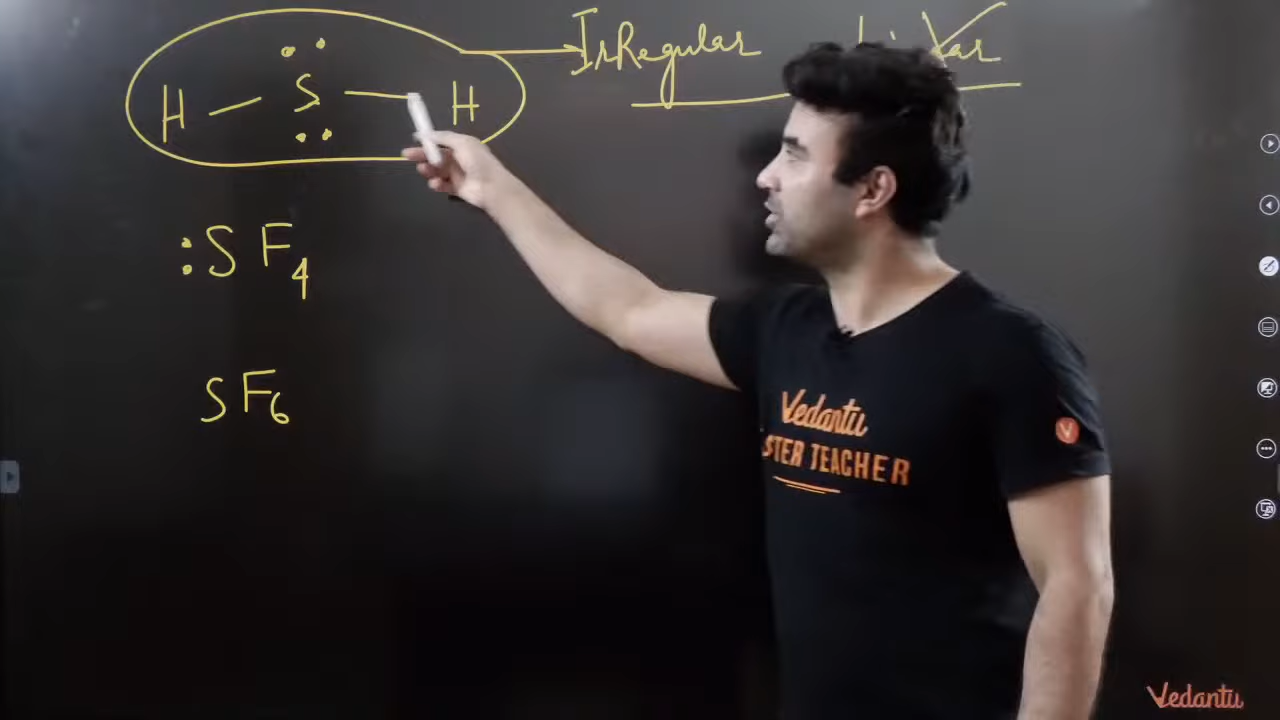 IrRegular
H — S — H
:SF4
SF6
Vedantu
STER TEACHER
V
Vedantu